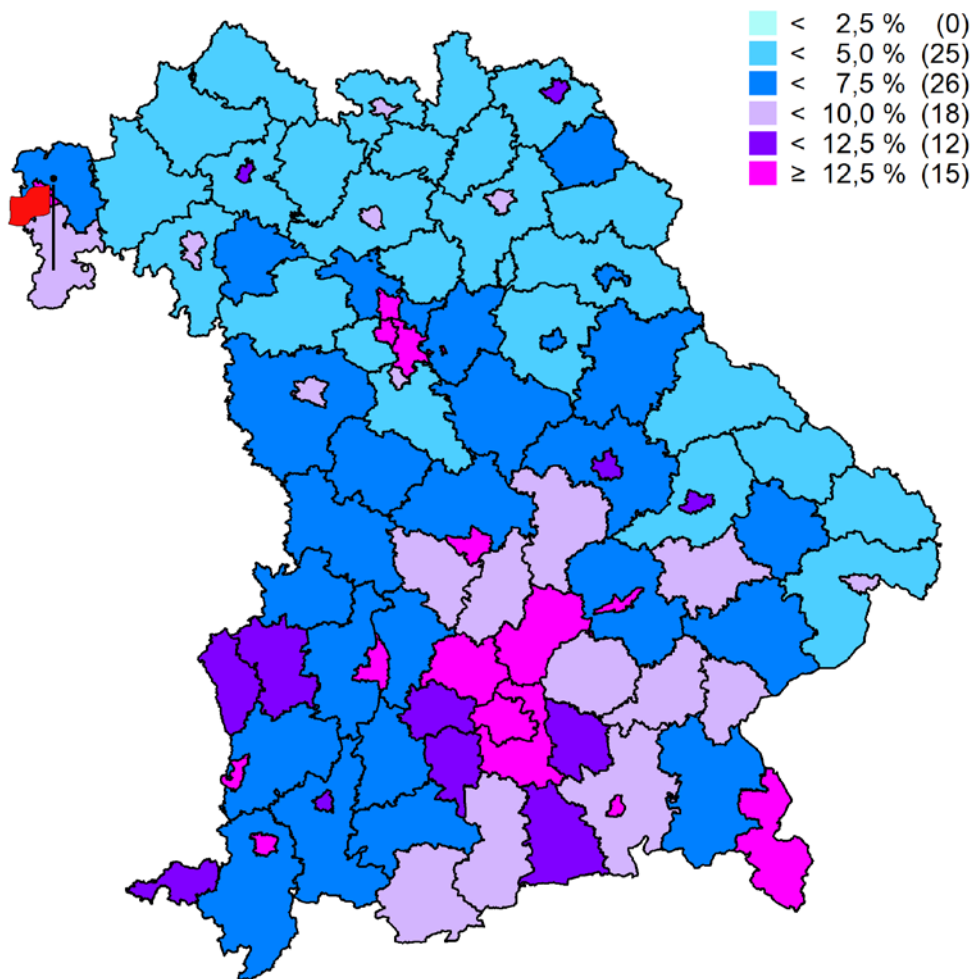 < 2,5 % (0)
< 5,0 % (25)
< 7,5 % (26)
< 10,0 % (18)
< 12,5 % (12)
≥ 12,5 % (15)